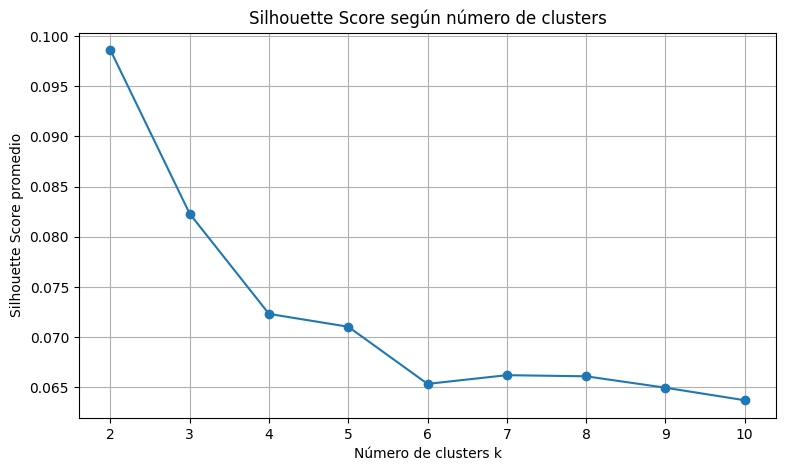 Silhouette Score según número de clusters
Silhouette Score promedio
0.100
0.095
0.090
0.085
0.080
0.075
0.070
0.065
2 3 4 5 6 7 8 9 10
Número de clusters k